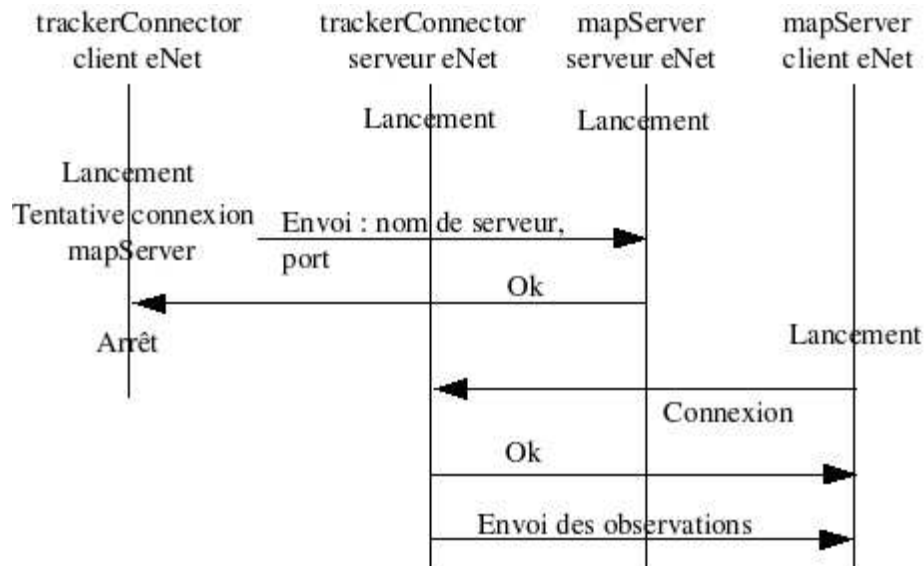 trackerConnector
client eNet
trackerConnector
serveur eNet
mapServer
serveur eNet
mapServer
client eNet
Lancement
Lancement
Lancement
Tentative connexion
mapServer
Envoi : nom de serveur,
port
Ok
Arrêt
Lancement
Connexion
Ok
Envoi des observations